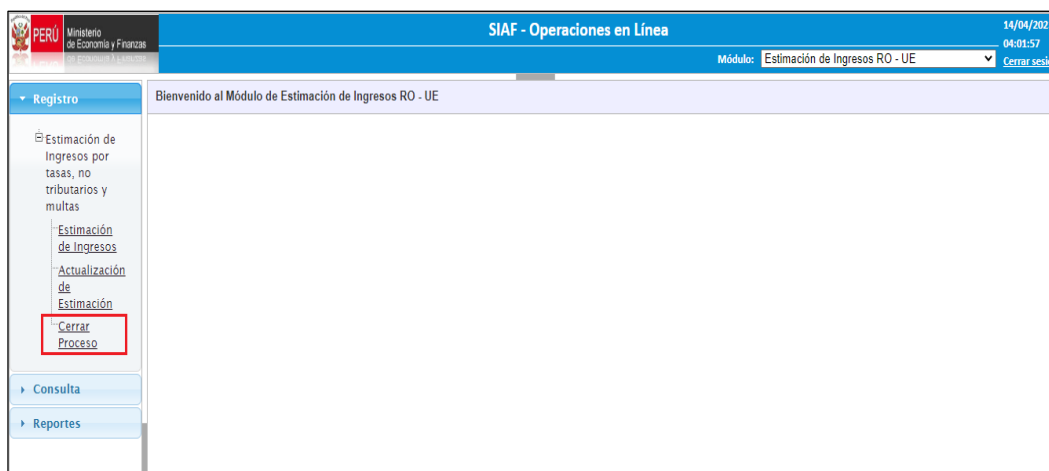 PERÚ
Ministerio
de Economía y Finanzas
SIAF - Operaciones en Línea
14/04/202
04:01:57
Módulo:
Estimación de Ingresos RO - UE
Cerrar sesi
Registro
Bienvenido al Módulo de Estimación de Ingresos RO - UE
Estimación de
Ingresos por
tasas, no
tributarios y
multas
Estimación
de Ingresos
Actualización
de
Estimación
Cerrar
Proceso
Consulta
Reportes